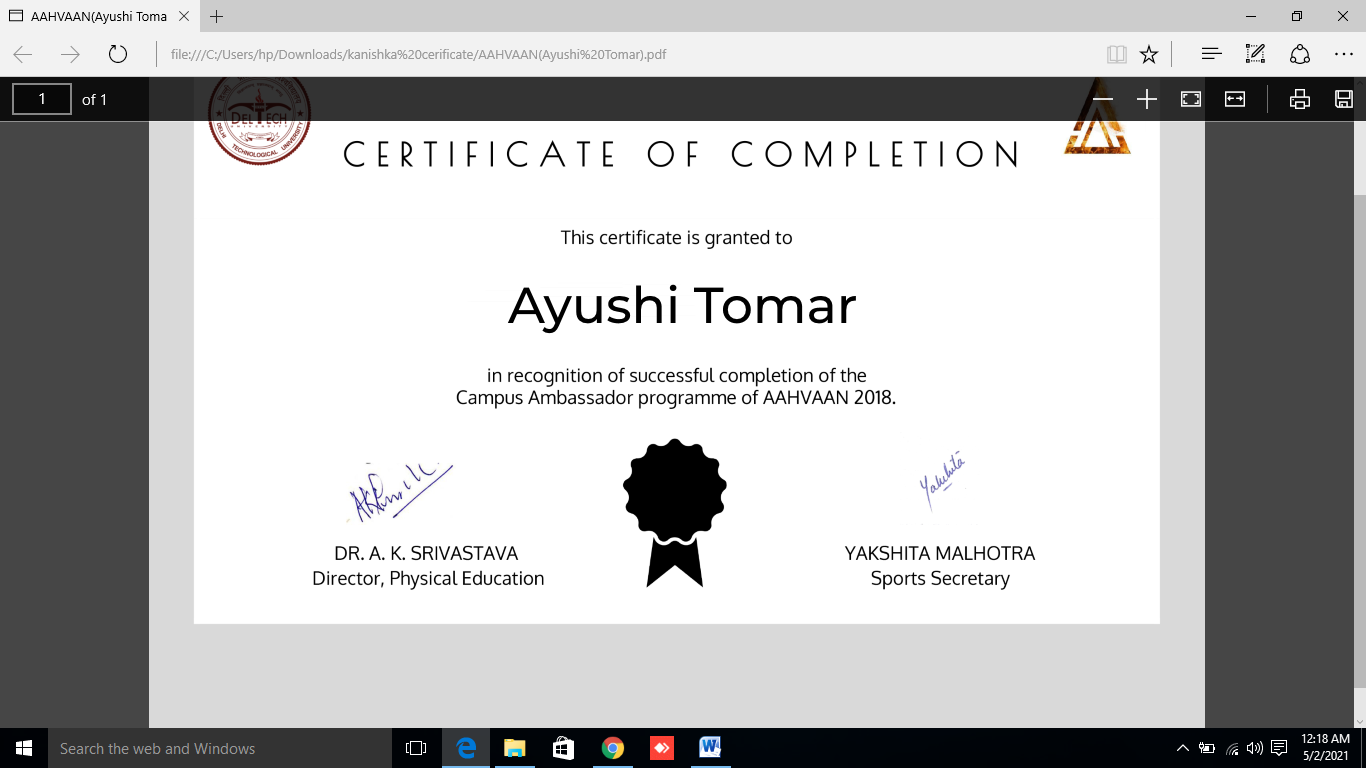 AAHVAAN(Ayushi Toma
file:///C:/Users/hp/Downloads/kanishka%20cerificate/AAHVAAN(Ayushi%20Tomar).pdf
1 of 1
DELTECH
DELHI TECHNOLOGICAL UNIVERSITY
CERTIFICATE OF COMPLETION
This certificate is granted to
Ayushi Tomar
in recognition of successful completion of the
Campus Ambassador programme of AAHVAAN 2018.
Yakshita
DR. A. K. SRIVASTAVA
Director, Physical Education
YAKSHITA MALHOTRA
Sports Secretary
Search the web and Windows
12:18 AM
5/2/2021